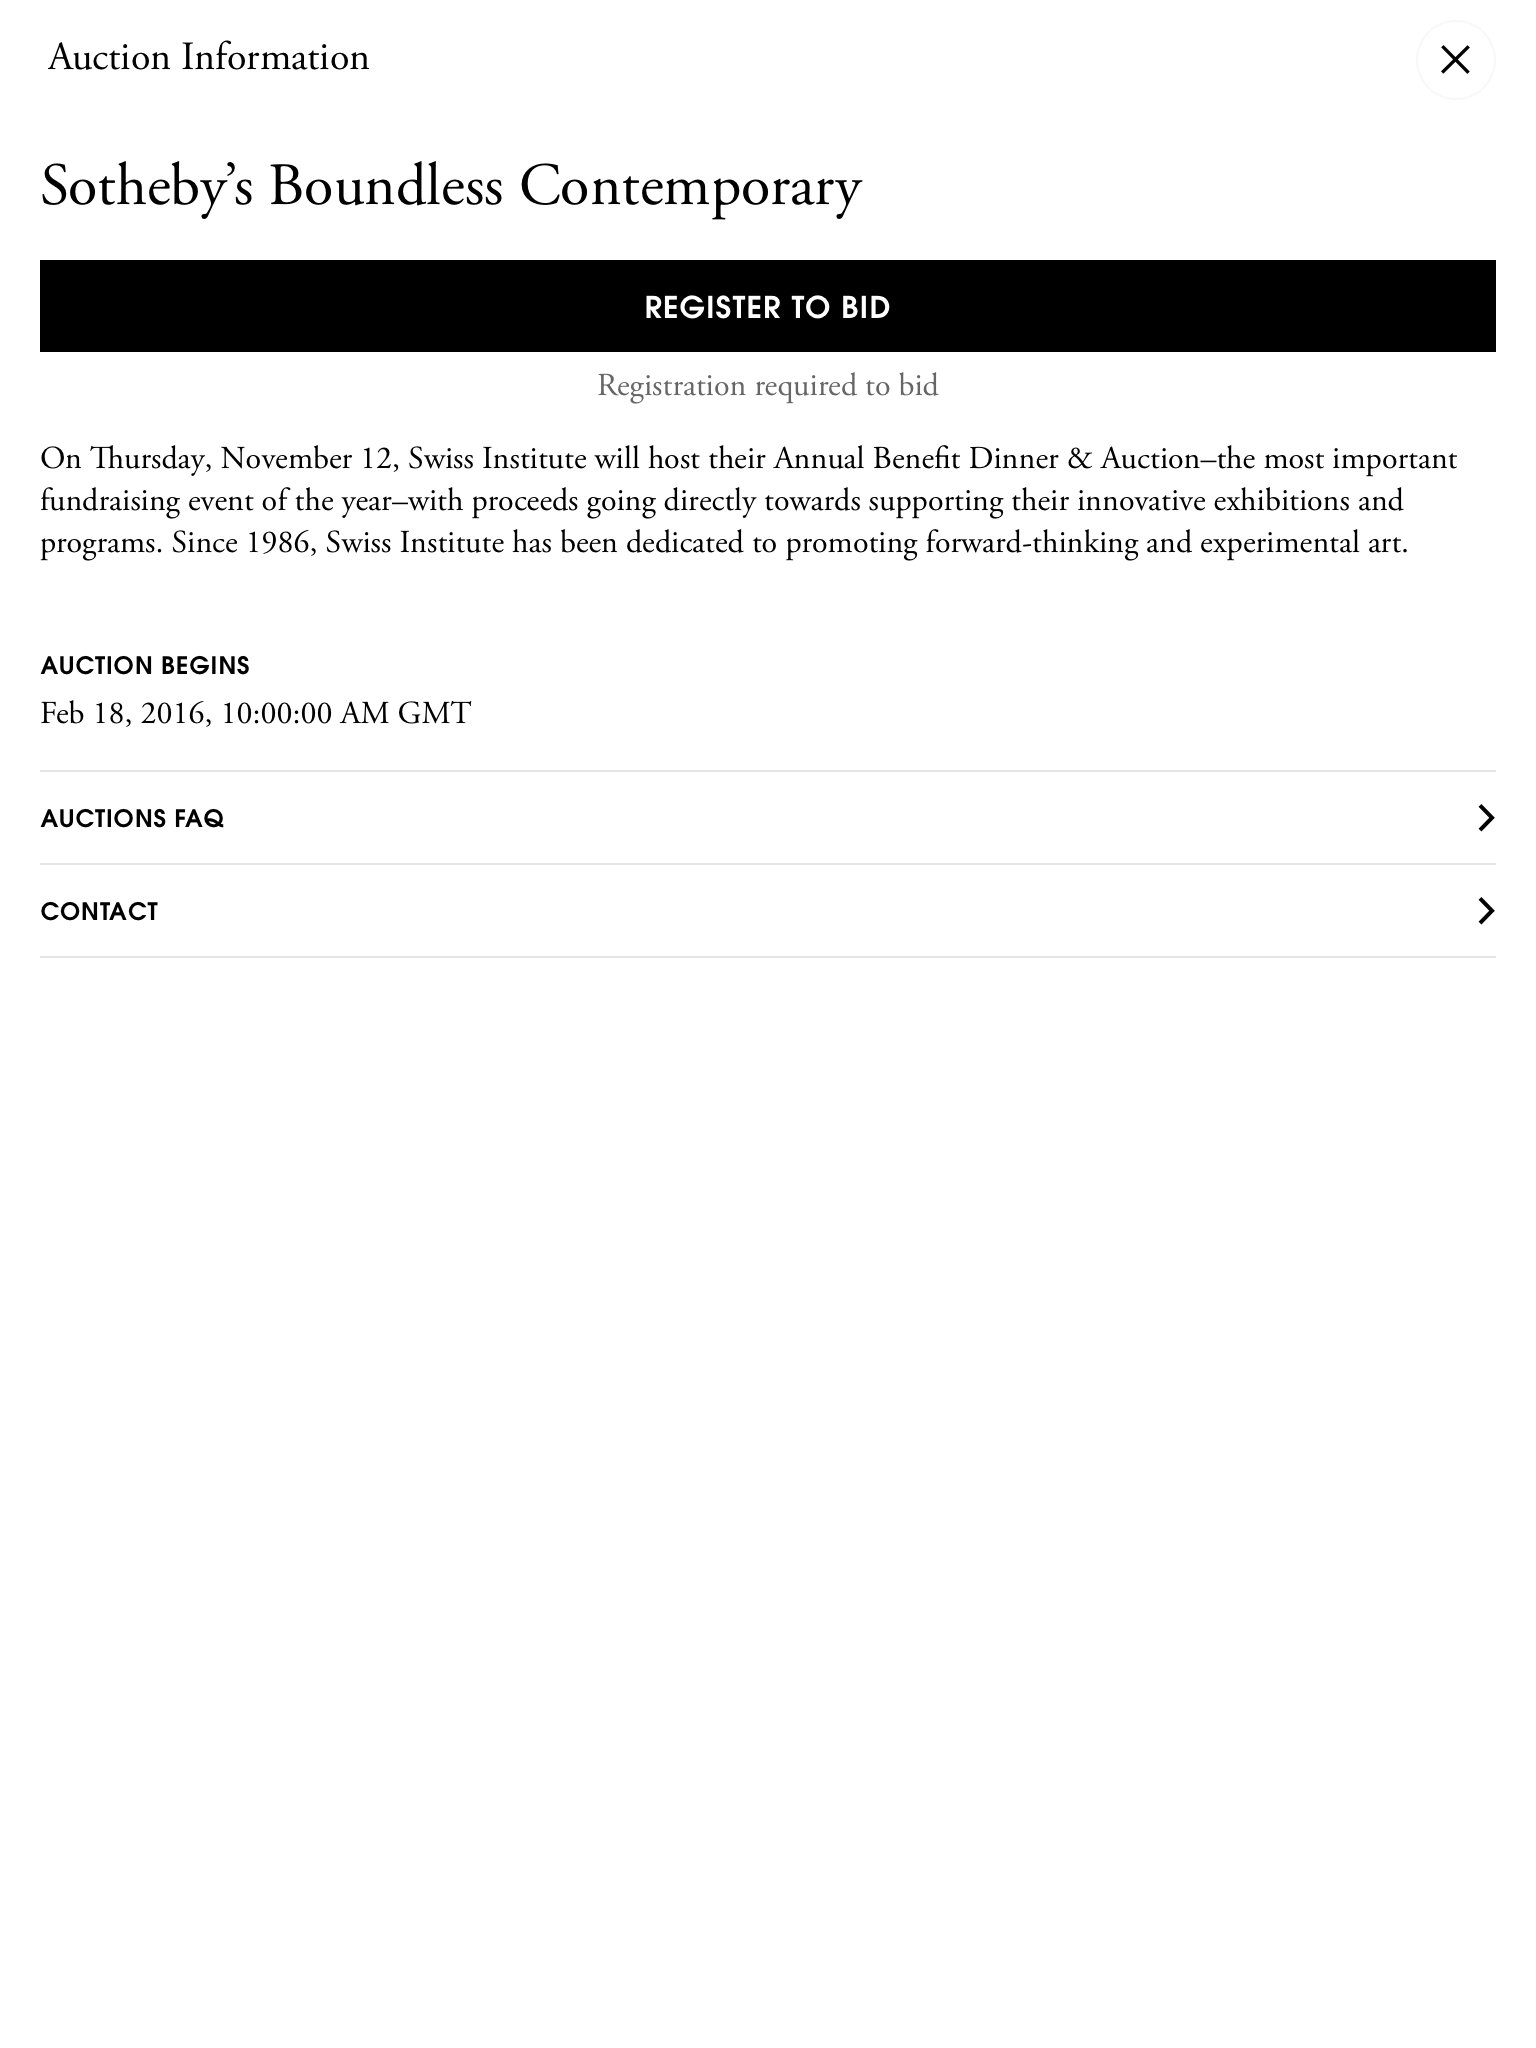 Auction Information
Sotheby’s Boundless Contemporary
REGISTER TO BID
Registration required to bid
On Thursday, November 12, Swiss Institute will host their Annual Benefit Dinner & Auction–the most important
fundraising event of the year–with proceeds going directly towards supporting their innovative exhibitions and
programs. Since 1986, Swiss Institute has been dedicated to promoting forward-thinking and experimental art.
AUCTION BEGINS
Feb 18, 2016, 10:00:00 AM GMT
AUCTIONS FAQ
CONTACT